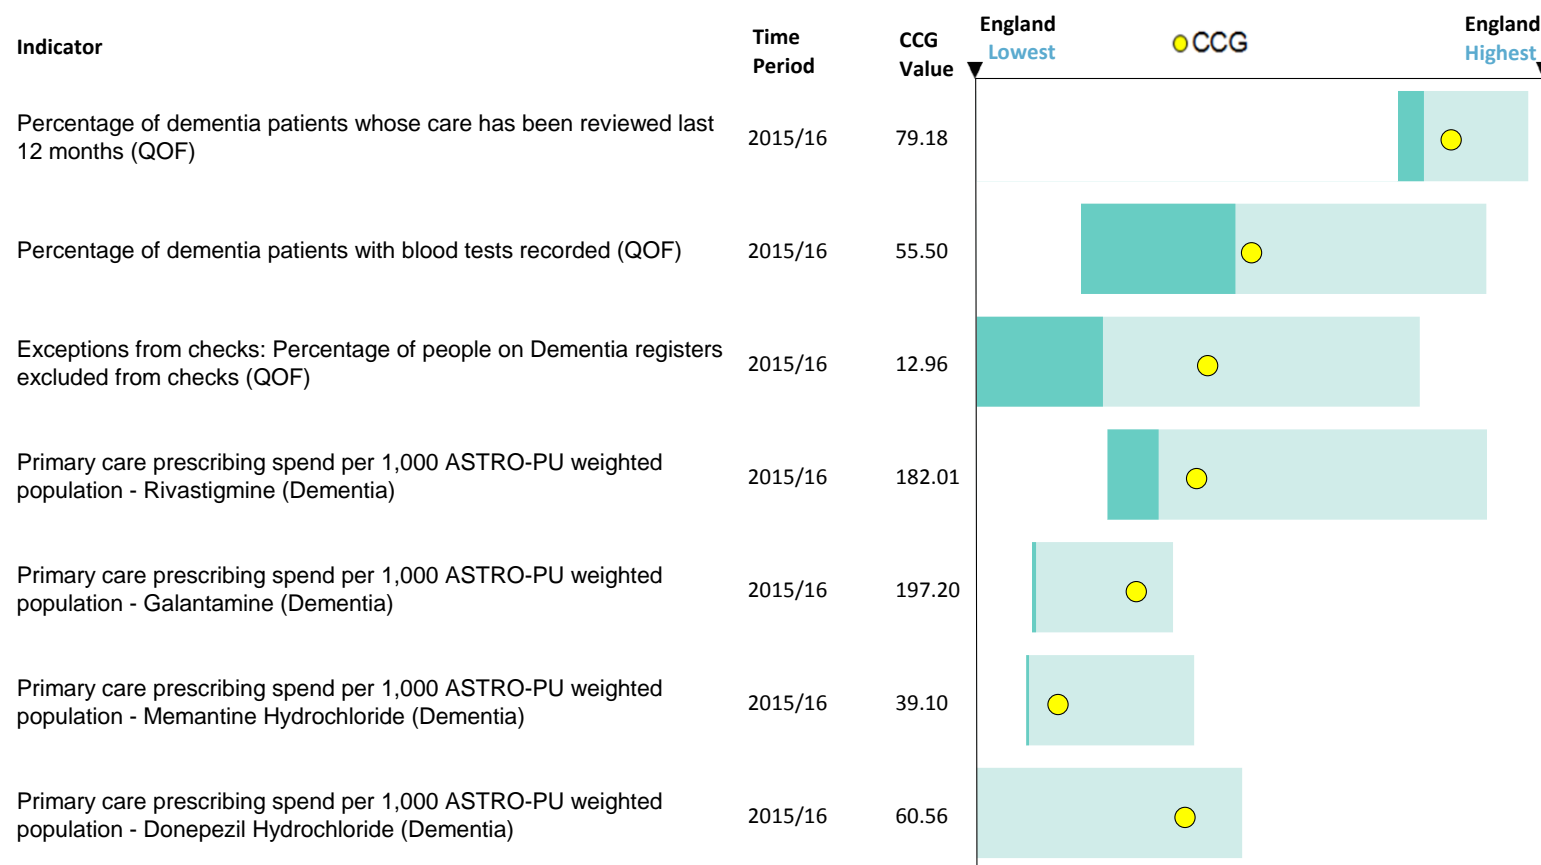 Indicator
Time
Period
CCG
Value
England
Lowest
CCG
England
Highest
Percentage of dementia patients whose care has been reviewed last
12 months (QOF)
2015/16
79.18
Percentage of dementia patients with blood tests recorded (QOF)
2015/16
55.50
Exceptions from checks: Percentage of people on Dementia registers
excluded from checks (QOF)
2015/16
12.96
Primary care prescribing spend per 1,000 ASTRO-PU weighted
population - Rivastigmine (Dementia)
2015/16
182.01
Primary care prescribing spend per 1,000 ASTRO-PU weighted
population - Galantamine (Dementia)
2015/16
197.20
Primary care prescribing spend per 1,000 ASTRO-PU weighted
population - Memantine Hydrochloride (Dementia)
2015/16
39.10
Primary care prescribing spend per 1,000 ASTRO-PU weighted
population - Donepezil Hydrochloride (Dementia)
2015/16
60.56